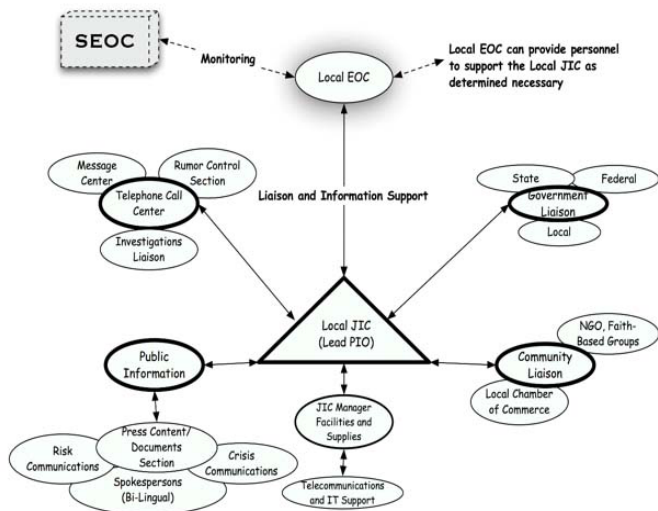 SEOC
Monitoring
Local EOC
Local EOC can provide personnel
to support the Local JIC as
determined necessary
Message
Center
Rumor Control
Section
Telephone Call
Center
Investigations
Liaison
Liaison and Information Support
State
Federal
Government
Liaison
Local
Local JIC
(Lead PIO)
Public
Information
NGO, Faith-
Based Groups
Community
Liaison
Local Chamber
of Commerce
JIC Manager
Facilities and
Supplies
Press Content/
Documents
Section
Risk
Communications
Crisis
Communications
Spokespersons
(Bi-Lingual)
Telecommunications
and IT Support